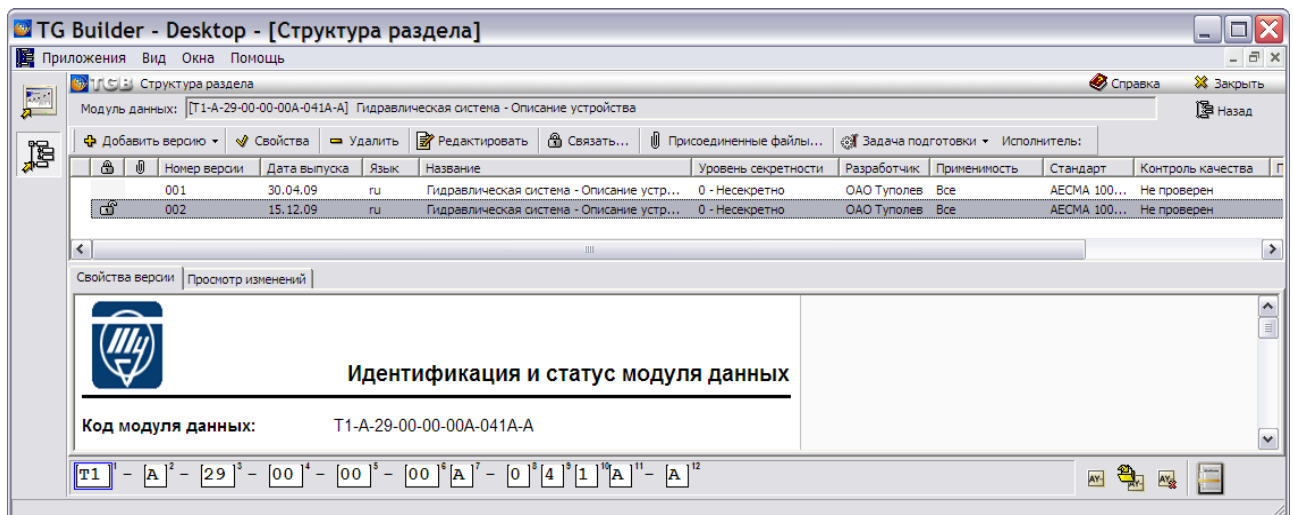 TG Builder - Desktop - [Структура раздела]
Приложения Вид Окна Помощь
TGB Структура раздела Справка Закрыть
Модуль данных: [T1-A-29-00-00-00A-041A-A] Гидравлическая система - Описание устройства Назад
Добавить версию Свойства Удалить Редактировать Связать... Присоединенные файлы... Задача подготовки Исполнитель:
Номер версии Дата выпуска Язык Название Уровень секретности Разработчик Применимость Стандарт Контроль качества
001 30.04.09 ru Гидравлическая система - Описание устр... 0 - Несекретно ОАО Туполев Все AECMA 100... Не проверен
002 15.12.09 ru Гидравлическая система - Описание устр... 0 - Несекретно ОАО Туполев Все AECMA 100... Не проверен
Свойства версии Просмотр изменений
Ту
Идентификация и статус модуля данных
Код модуля данных: T1-A-29-00-00-00A-041A-A
T1 1 - A 2 - 29 3 - 00 4 - 00 5 - 00 6 A 7 - 0 8 4 9 1 10 A 11 - A 12